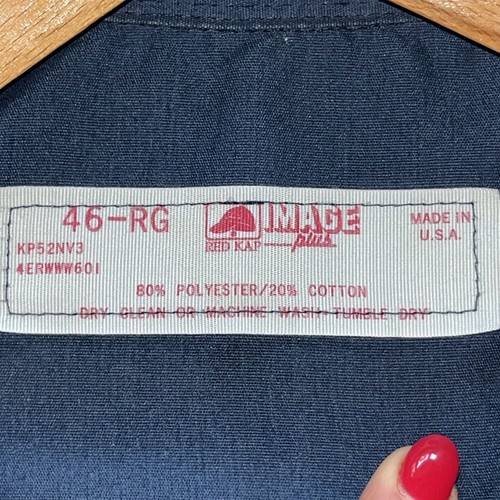 46-RG
RED KAP
IMAGE
plus
MADE IN
U.S.A.
KP52NV3
4ERWWW601
80% POLYESTER/20% COTTON
DRY CLEAN OR MACHINE WASH-TUMBLE DRY